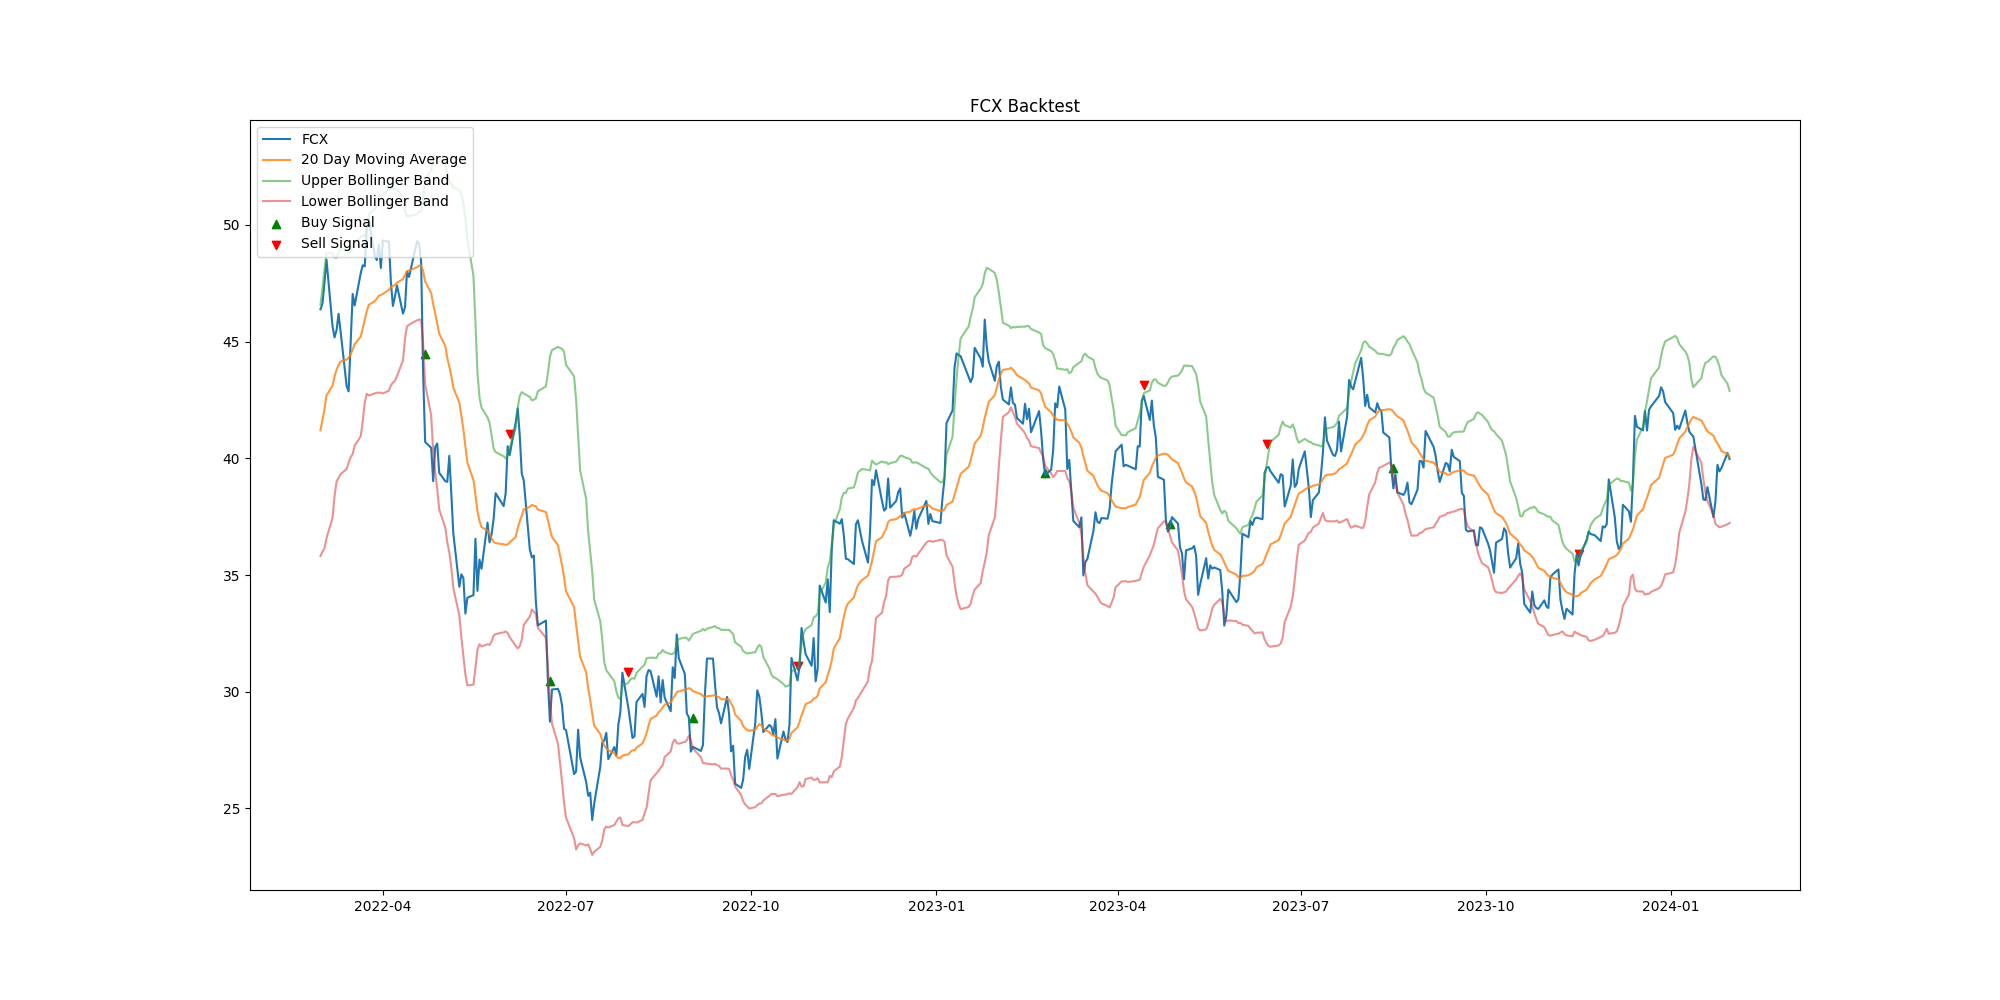 FCX Backtest
FCX
20 Day Moving Average
Upper Bollinger Band
Lower Bollinger Band
Buy Signal
Sell Signal
50
45
40
35
30
25
2022-04
2022-07
2022-10
2023-01
2023-04
2023-07
2023-10
2024-01